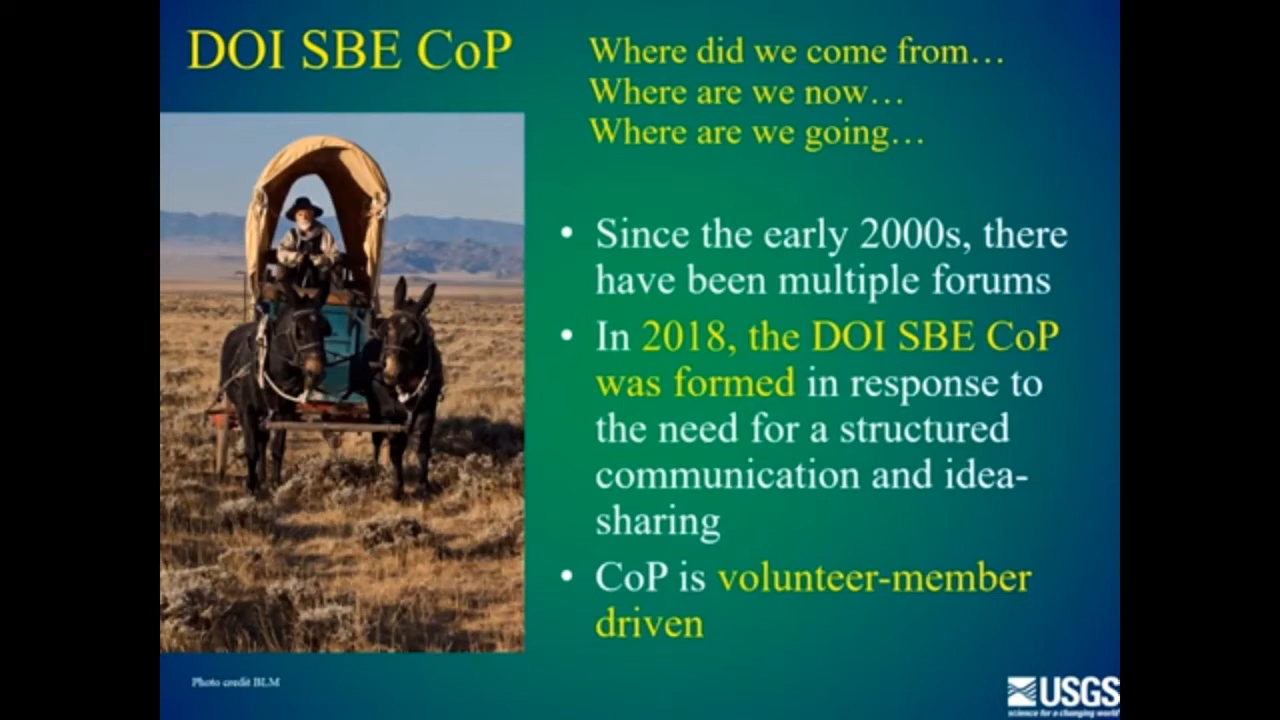 DOI SBE CoP
Where did we come from…
Where are we now…
Where are we going…
• Since the early 2000s, there
have been multiple forums
• In 2018, the DOI SBE CoP
was formed in response to
the need for a structured
communication and idea-
sharing
• CoP is volunteer-member
driven
Photo credit BLM
USGS
science for a changing world